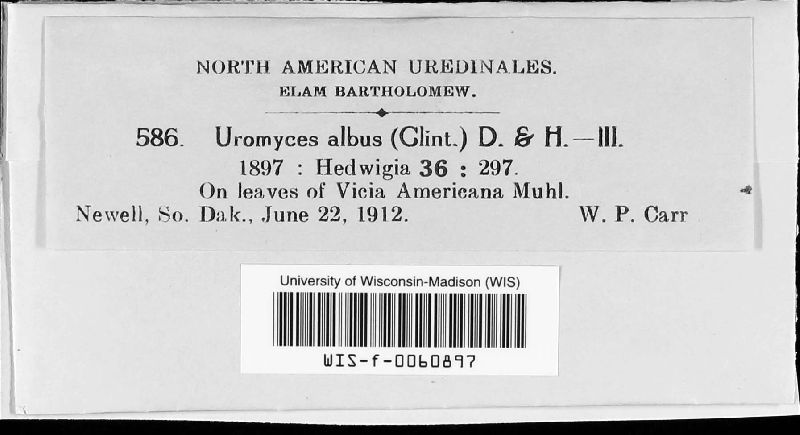 NORTH AMERICAN UREDINALES.
ELAM BARTHOLOMEW.
586. Uromyces albus (Clint.) D. & H.—III.
1897 : Hedwigia 36 : 297.
On leaves of Vicia Americana Muhl.
Newell, So. Dak., June 22, 1912. W. P. Carr
University of Wisconsin-Madison (WIS)
WIS-f-0060897